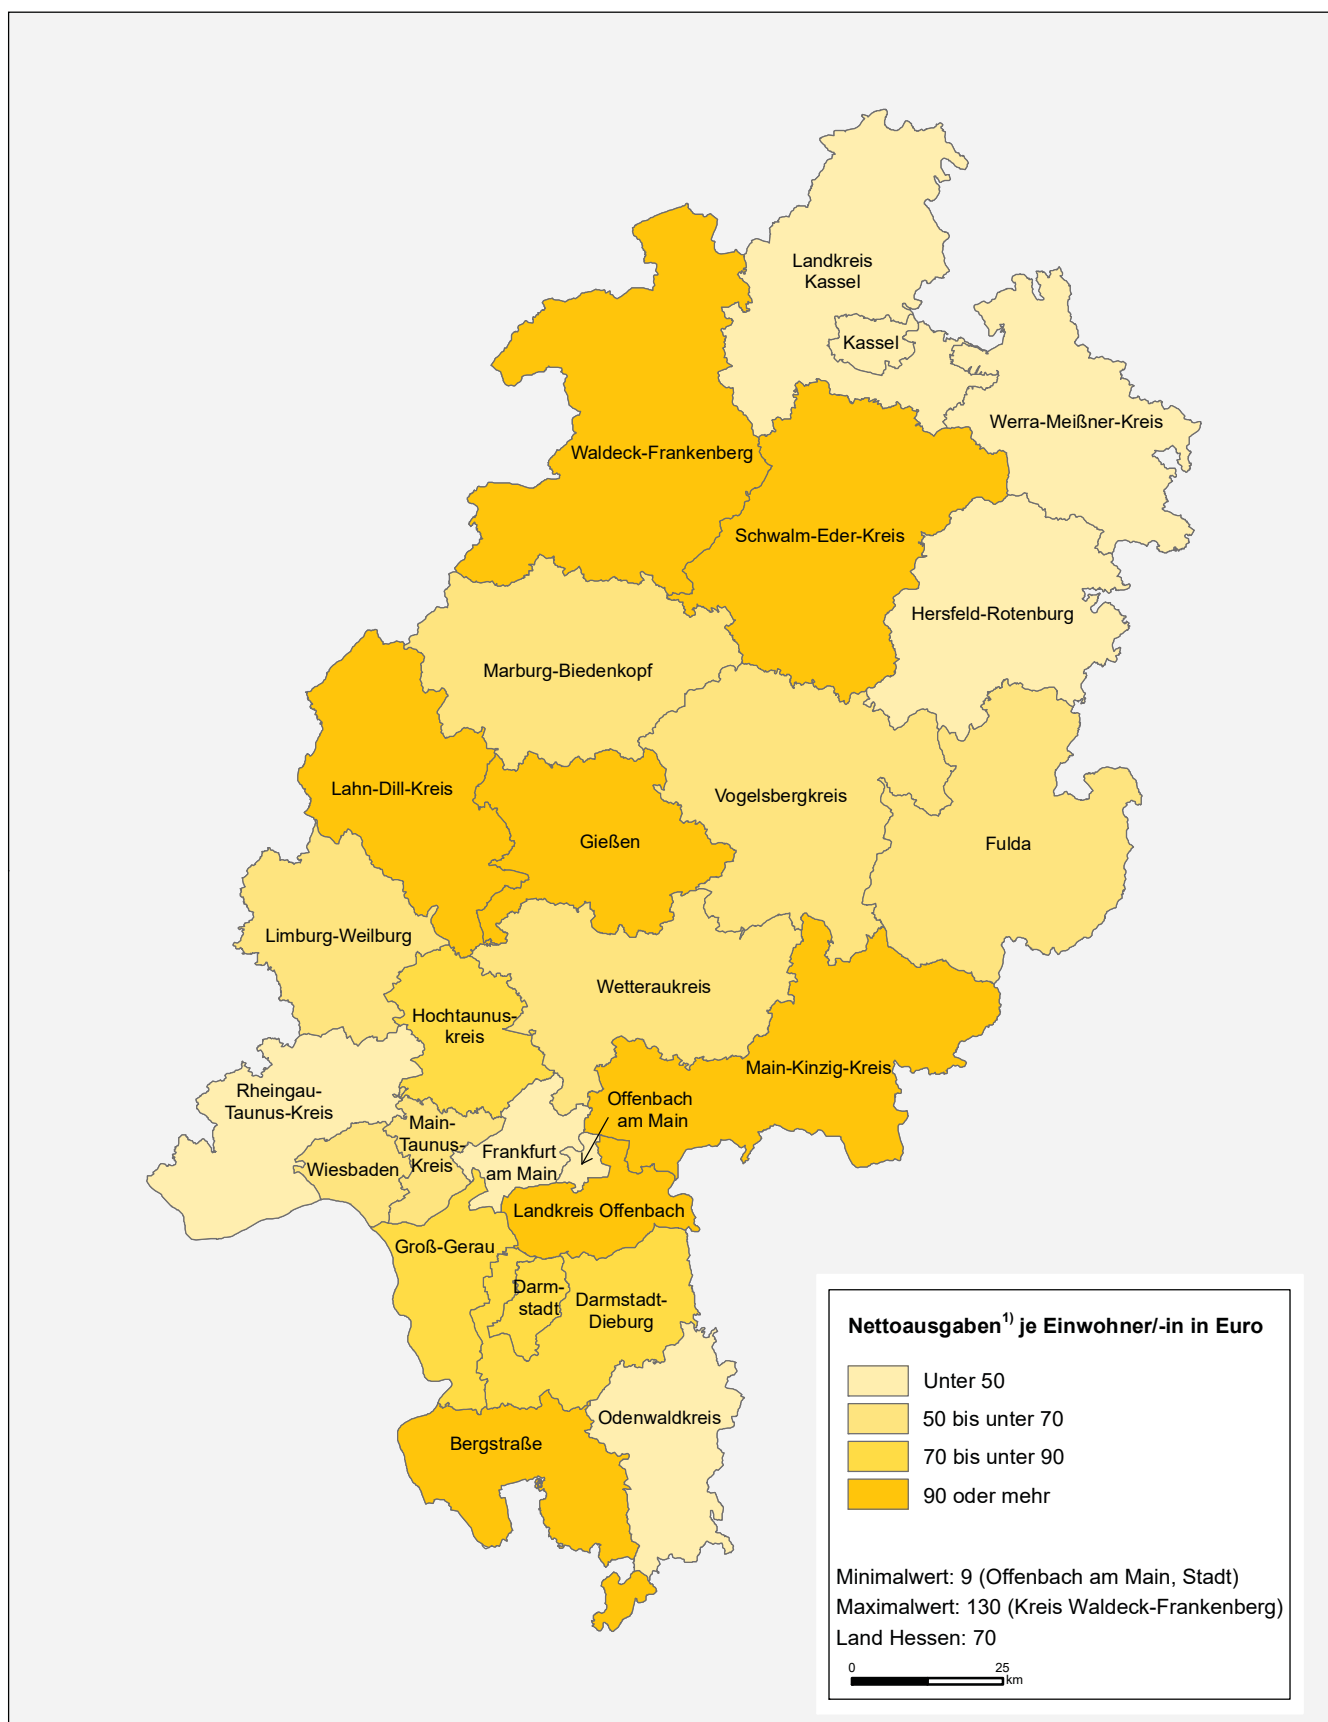 Landkreis
Kassel
Kassel
Werra-Meißner-Kreis
Waldeck-Frankenberg
Schwalm-Eder-Kreis
Hersfeld-Rotenburg
Marburg-Biedenkopf
Lahn-Dill-Kreis
Vogelsbergkreis
Gießen
Fulda
Limburg-Weilburg
Wetteraukreis
Hochtaunus-
kreis
Main-Kinzig-Kreis
Rheingau-
Taunus-Kreis
Offenbach
am Main
Main-
Taunus-
Kreis
Frankfurt
am Main
Wiesbaden
Landkreis Offenbach
Groß-Gerau
Darm-
stadt
Darmstadt-
Dieburg
Odenwaldkreis
Bergstraße
Nettoausgaben1) je Einwohner/-in in Euro
Unter 50
50 bis unter 70
70 bis unter 90
90 oder mehr
Minimalwert: 9 (Offenbach am Main, Stadt)
Maximalwert: 130 (Kreis Waldeck-Frankenberg)
Land Hessen: 70
0 25
km